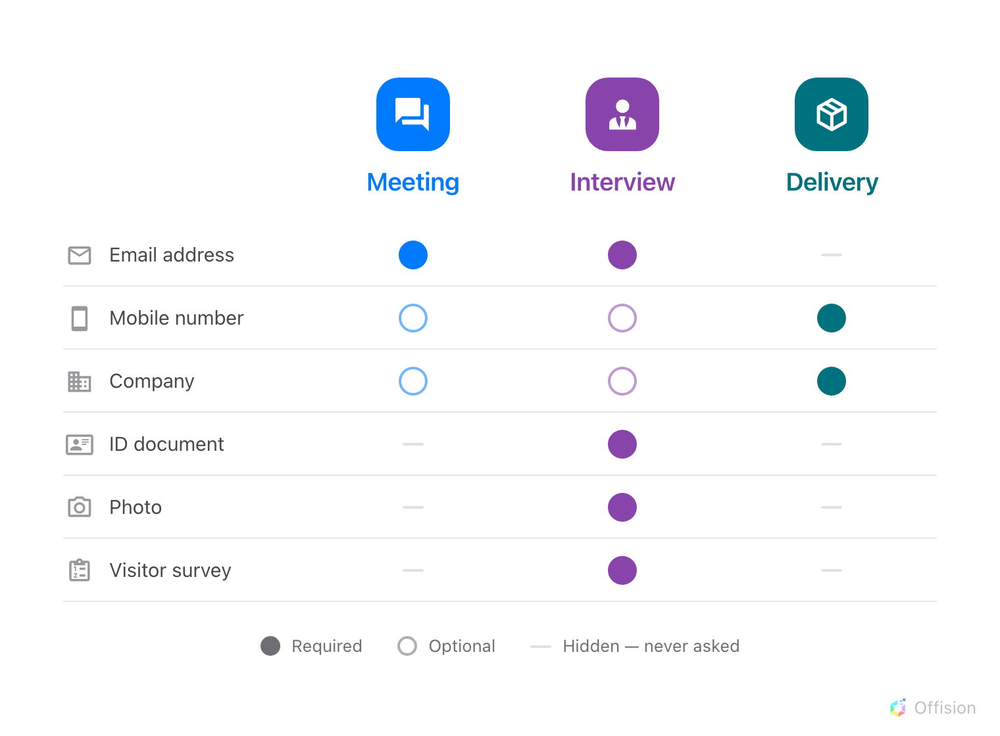 Meeting
Interview
Delivery
Email address
Mobile number
Company
ID document
Photo
Visitor survey
Required
Optional
Hidden — never asked
Offision